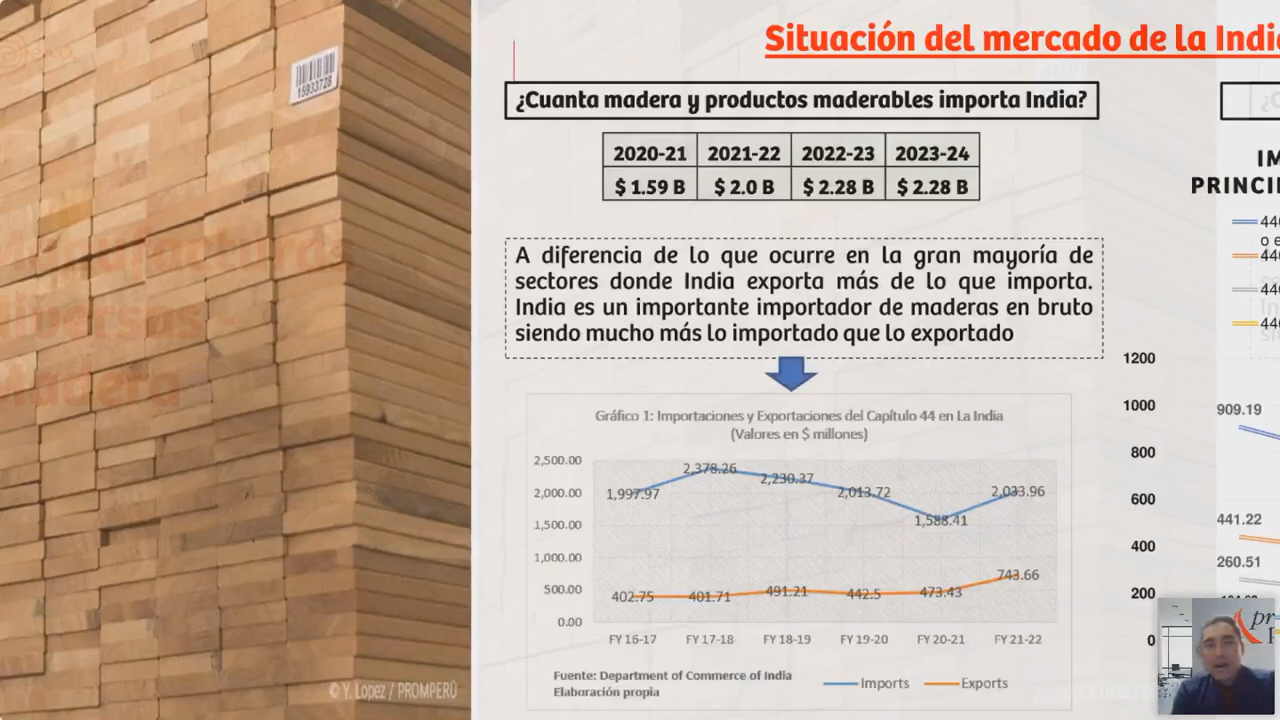 15933728
Manufacturas
diversas -
Madera
© Y. Lopez / PROMPERÚ
Situación del mercado de la Indi
¿Cuanta madera y productos maderables importa India?
2020-21 2021-22 2022-23 2023-24
$ 1.59 B $ 2.0 B $ 2.28 B $ 2.28 B
A diferencia de lo que ocurre en la gran mayoría de
sectores donde India exporta más de lo que importa.
India es un importante importador de maderas en bruto
siendo mucho más lo importado que lo exportado
Gráfico 1: Importaciones y Exportaciones del Capítulo 44 en La India
(Valores en $ millones)
2,500.00
2,000.00
1,500.00
1,000.00
500.00
0.00
1,997.97 2,378.26 2,230.37 2,013.72 1,588.41 2,033.96
402.75 401.71 491.21 442.5 473.43 743.66
FY 16-17 FY 17-18 FY 18-19 FY 19-20 FY 20-21 FY 21-22
Fuente: Department of Commerce of India
Elaboración propia
Imports Exports
IM
PRINCI
440
o e
440
440
440
1200
1000
800
600
400
200
0
909.19
441.22
260.51
pr